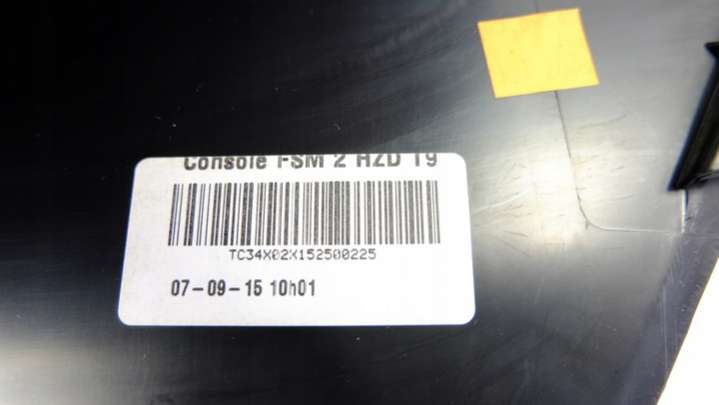 Console FSM 2 HZD T9
TC34X02X152500225
07-09-15 10h01